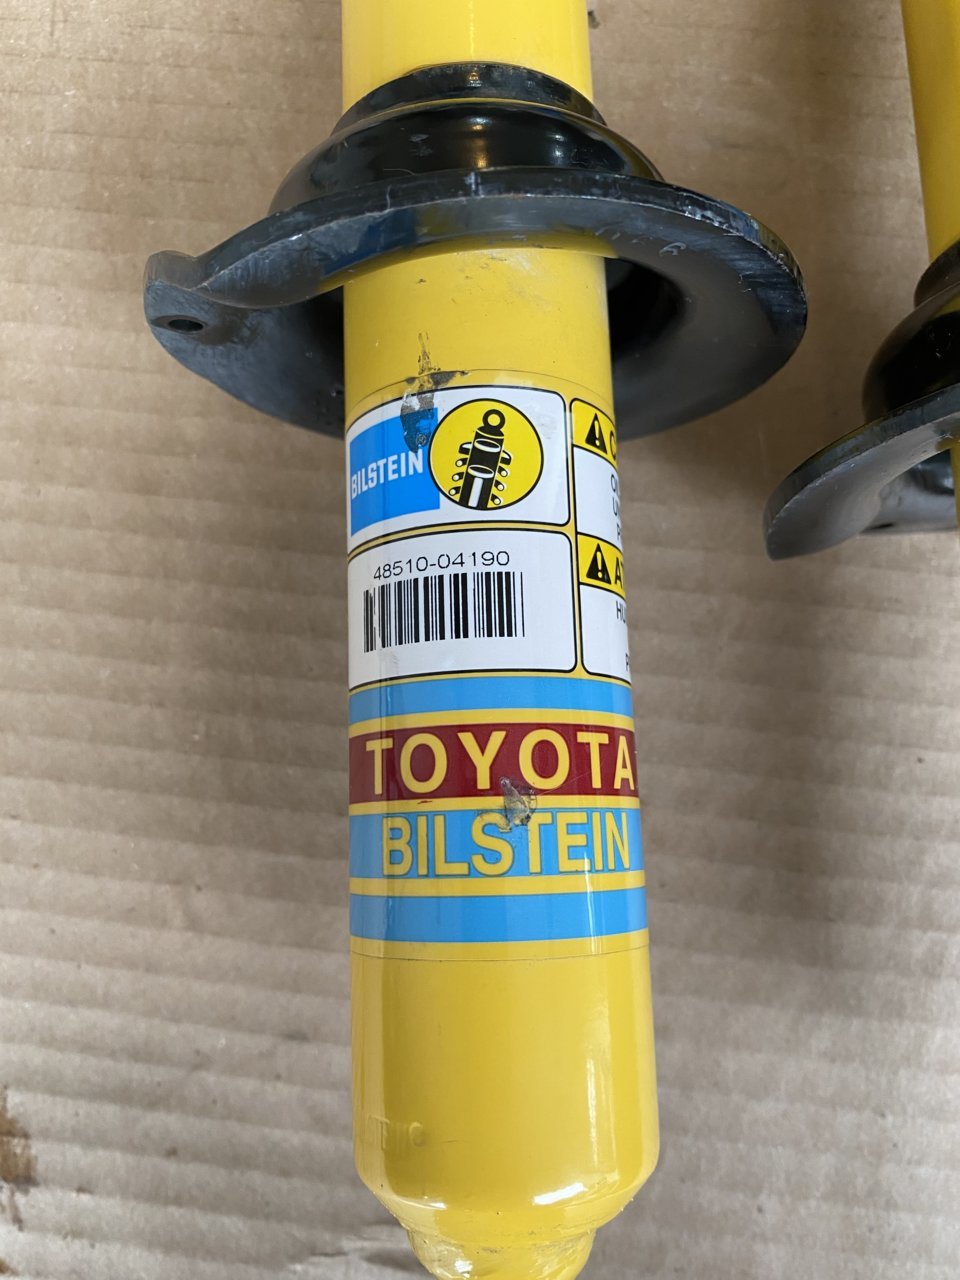 BILSTEIN®
48510-04190
TOYOTA
BILSTEIN